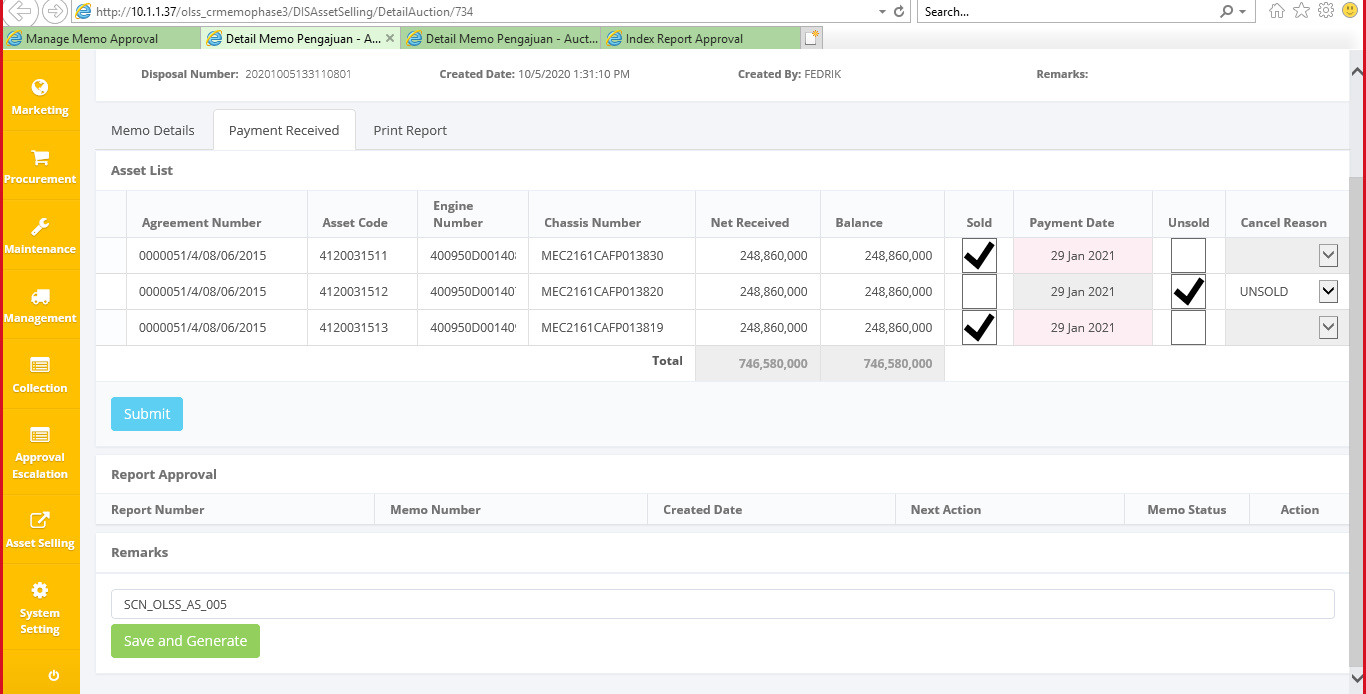 http://10.1.1.37/olss_crmemophase3/DISAssetSelling/DetailAuction/734
Search...
Manage Memo Approval
Detail Memo Pengajuan - A...
Detail Memo Pengajuan - Auct...
Index Report Approval
Disposal Number: 20201005133110801 Created Date: 10/5/2020 1:31:10 PM Created By: FEDRIK Remarks:
Marketing
Procurement
Maintenance
Management
Collection
Approval
Escalation
Asset Selling
System
Setting
Memo Details Payment Received Print Report
Asset List
Agreement Number Asset Code Engine Number Chassis Number Net Received Balance Sold Payment Date Unsold Cancel Reason
0000051/4/08/06/2015 4120031511 400950D00140 MEC2161CAFP013830 248,860,000 248,860,000 29 Jan 2021
0000051/4/08/06/2015 4120031512 400950D00140 MEC2161CAFP013820 248,860,000 248,860,000 29 Jan 2021 UNSOLD
0000051/4/08/06/2015 4120031513 400950D00140 MEC2161CAFP013819 248,860,000 248,860,000 29 Jan 2021
Total 746,580,000 746,580,000
Submit
Report Approval
Report Number Memo Number Created Date Next Action Memo Status Action
Remarks
SCN_OLSS_AS_005
Save and Generate